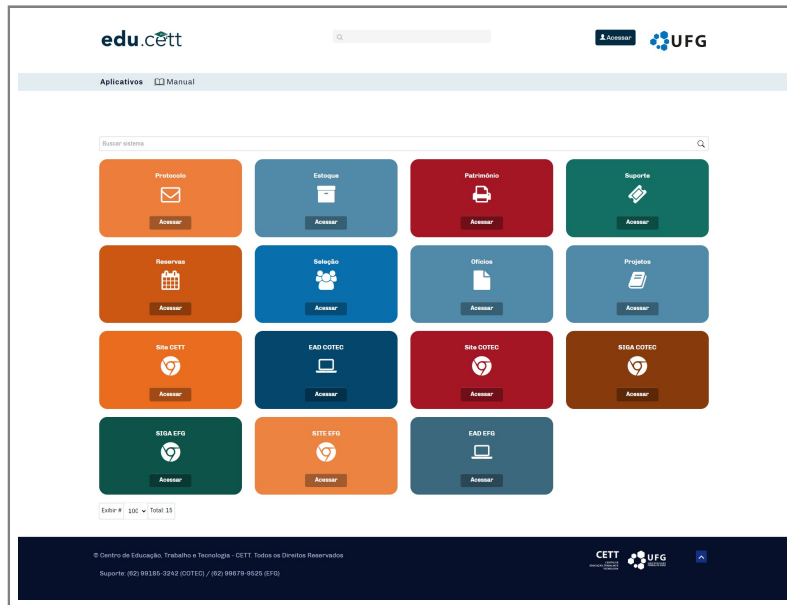 edu.cett
Acessar
UFG
Aplicativos Manual
Buscar sistema
Protocolo Estoque Patrimônio Suporte
Acessar Acessar Acessar Acessar
Reservas Seleção Ofícios Projetos
Acessar Acessar Acessar Acessar
Site CETT EAD COTEC Site COTEC SIGA COTEC
Acessar Acessar Acessar Acessar
SIGA EFG SITE EFG EAD EFG
Acessar Acessar Acessar
Exibir # 100 Total: 15
© Centro de Educação, Trabalho e Tecnologia - CETT. Todos os Direitos Reservados
CETT UFG
Suporte: (62) 99185-3242 (COTEC) / (62) 99679-9525 (EFG)